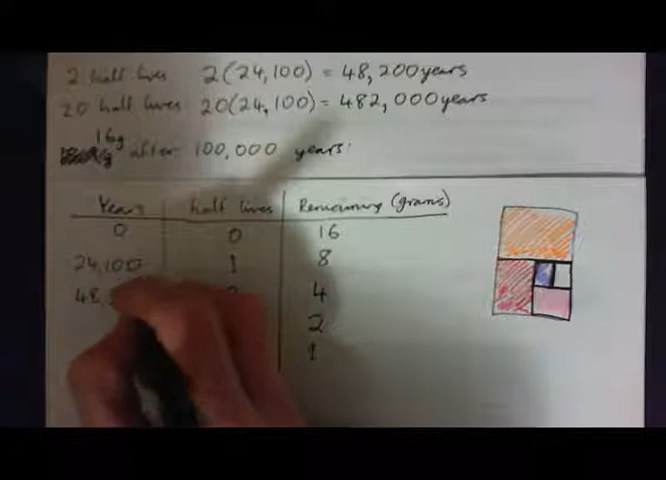 2 half lives 2(24,100) = 48,200 years
20 half lives 20(24,100) = 482,000 years
16g
after 100,000 years
Years half lives Remaining (grams)
0 0 16
24,100 1 8
48, 4
2
1